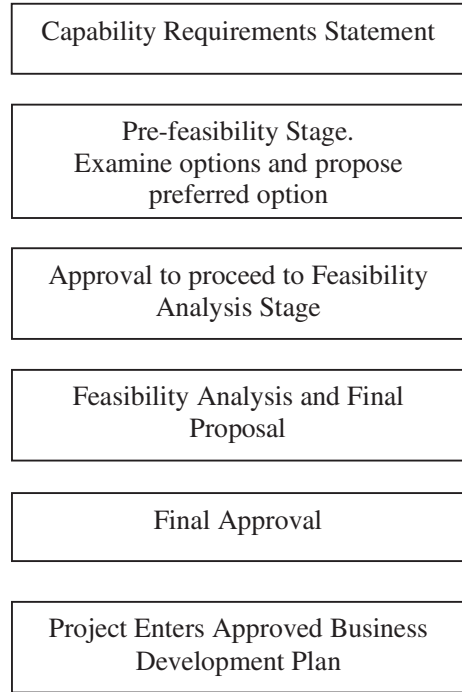 Capability Requirements Statement
Pre-feasibility Stage.
Examine options and propose
preferred option
Approval to proceed to Feasibility
Analysis Stage
Feasibility Analysis and Final
Proposal
Final Approval
Project Enters Approved Business
Development Plan